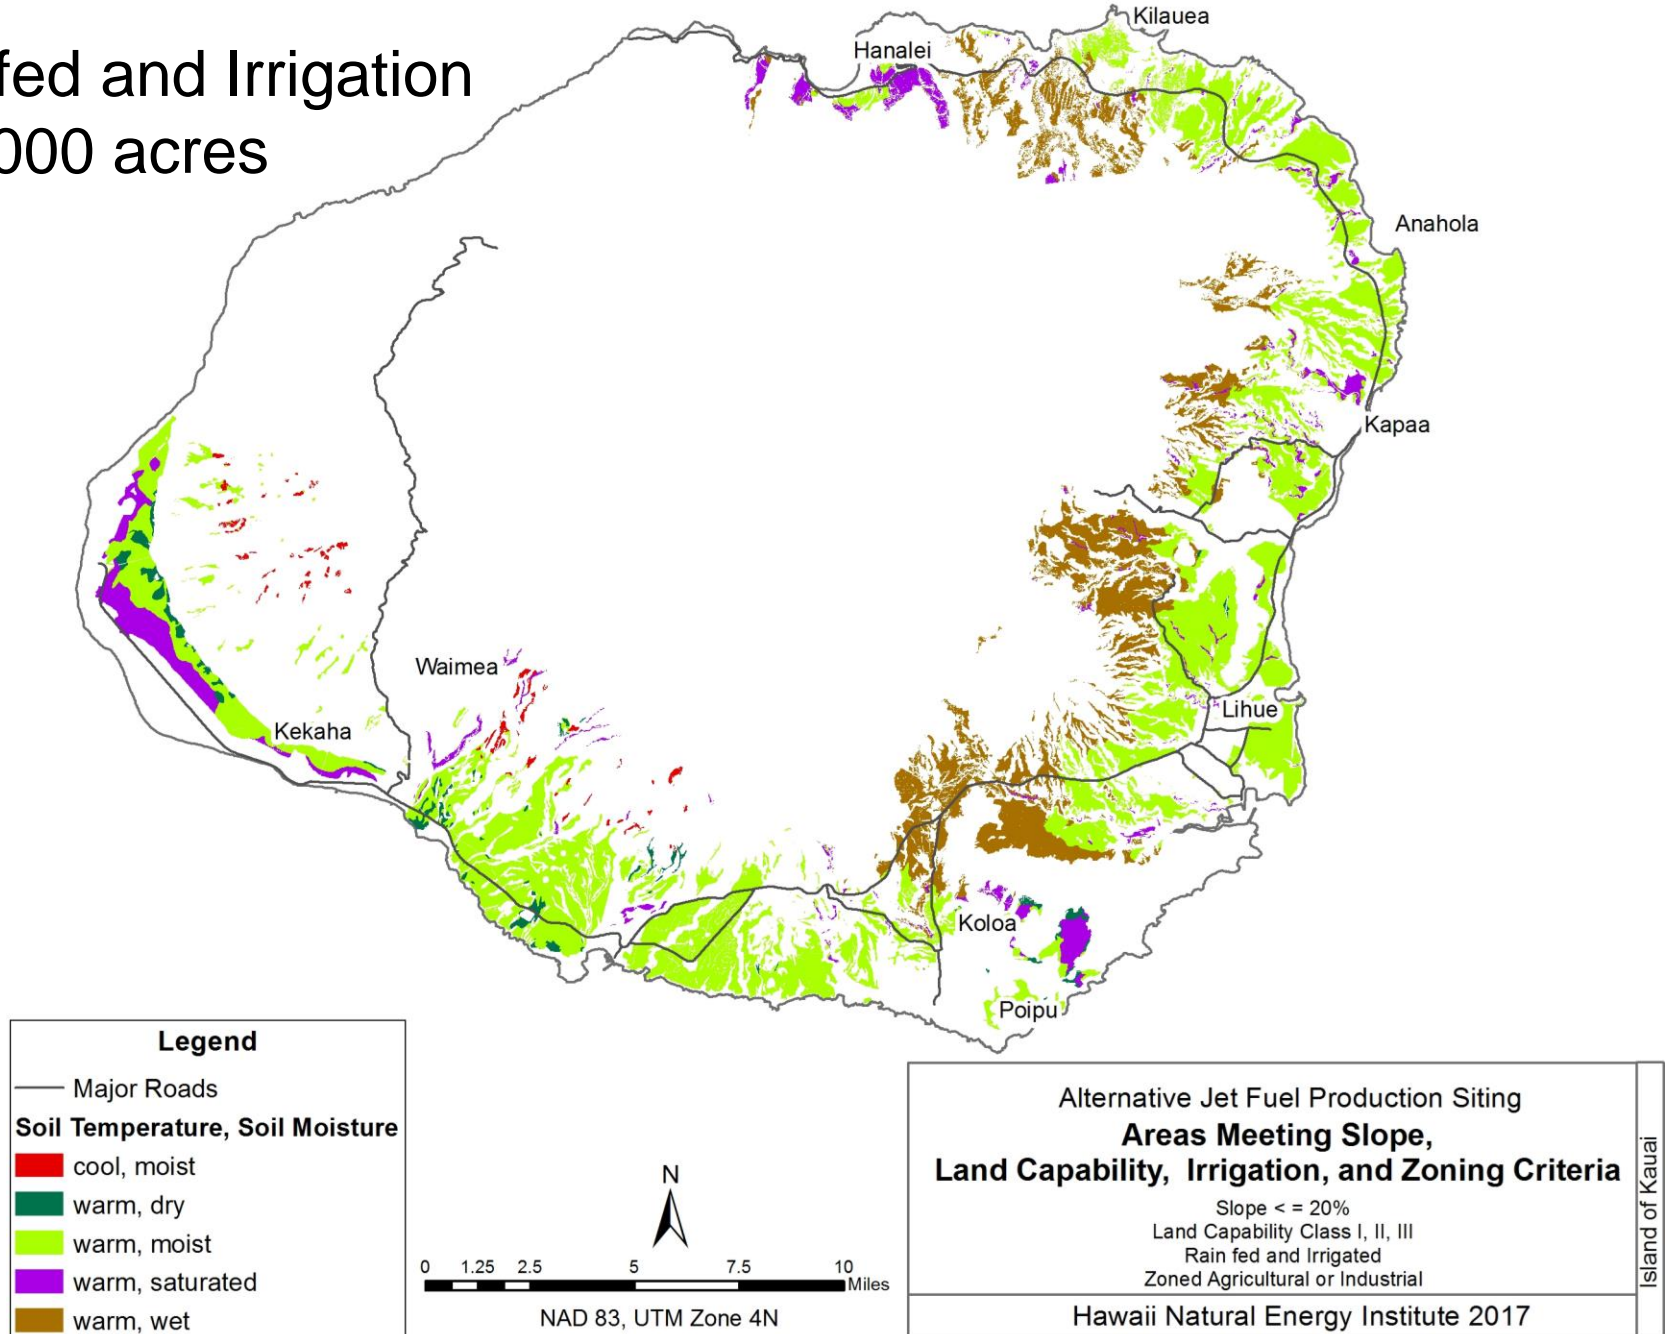 fed and Irrigation
000 acres
Kilauea
Hanalei
Anahola
Kapaa
Waimea
Kekaha
Lihue
Koloa
Poipu
Legend
Major Roads
Soil Temperature, Soil Moisture
cool, moist
warm, dry
warm, moist
warm, saturated
warm, wet
N
0 1.25 2.5 5 7.5 10
Miles
NAD 83, UTM Zone 4N
Alternative Jet Fuel Production Siting
Areas Meeting Slope,
Land Capability, Irrigation, and Zoning Criteria
Slope < = 20%
Land Capability Class I, II, III
Rain fed and Irrigated
Zoned Agricultural or Industrial
Hawaii Natural Energy Institute 2017
Island of Kauai